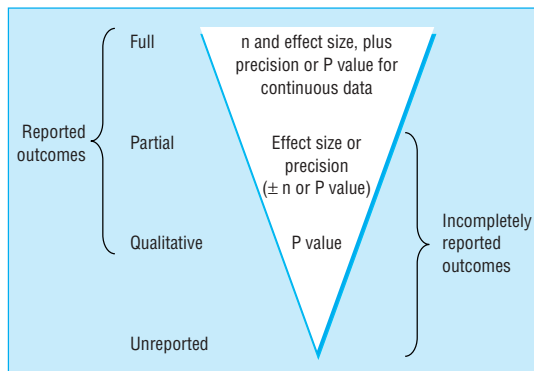 Full
n and effect size, plus
precision or P value for
continuous data
Reported
outcomes
Partial
Effect size or
precision
(± n or P value)
Qualitative
P value
Incompletely
reported
outcomes
Unreported